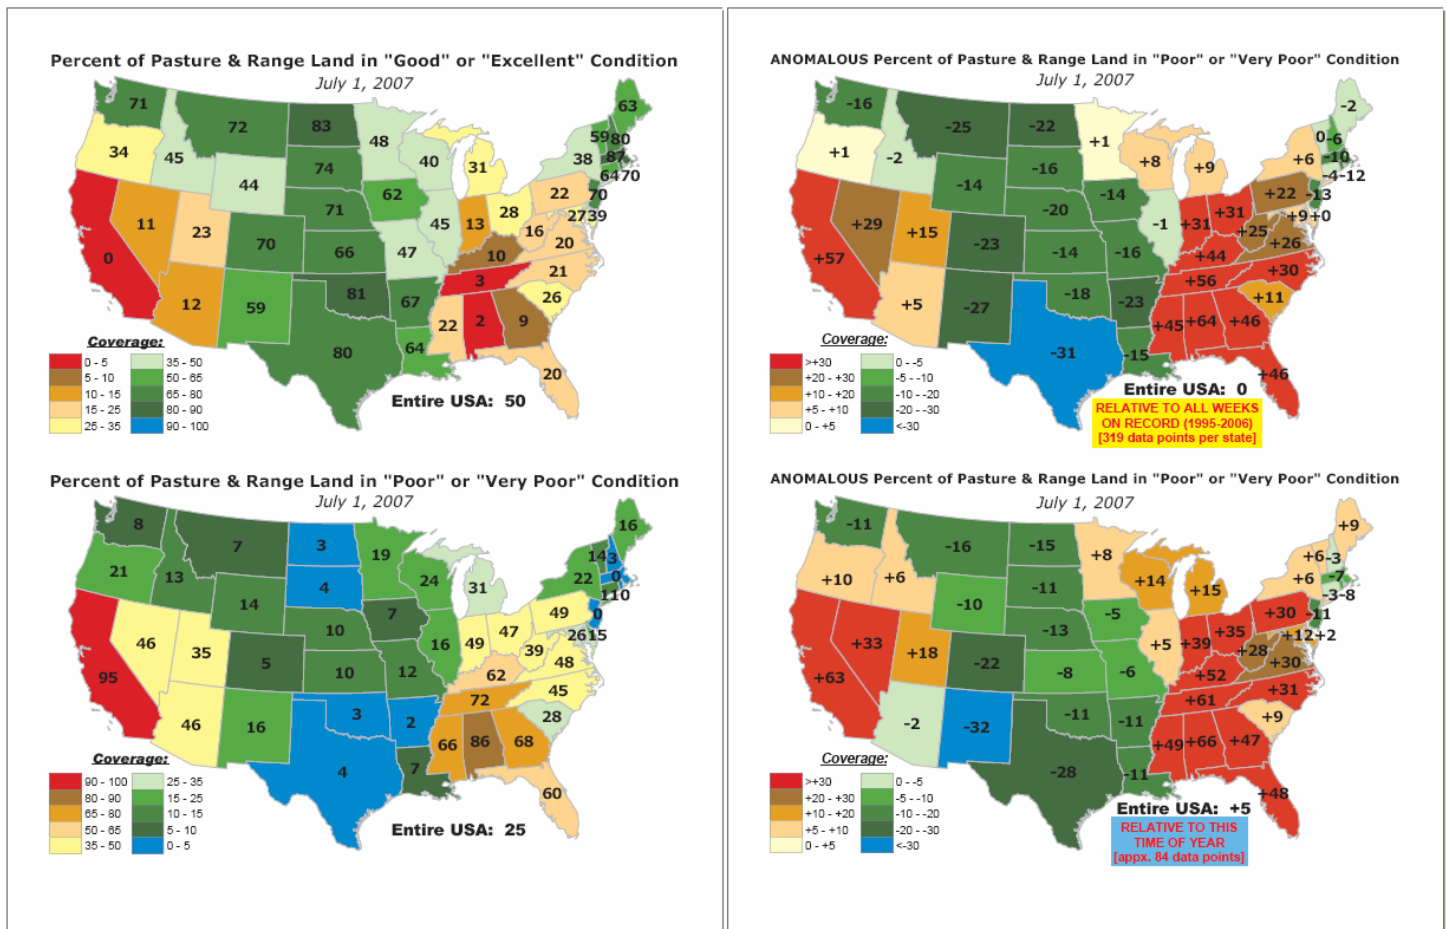 Percent of Pasture & Range Land in "Good" or "Excellent" Condition
July 1, 2007
71
72
83
48
63
59 80
87
64 70
34
45
44
74
40
31
38
70
62
71
22
28
27 39
11
23
70
66
45
13
16
0
47
10
20
3
21
12
59
81
67
26
22
2
9
80
64
20
Coverage:
0 - 5
35 - 50
5 - 10
50 - 65
10 - 15
65 - 80
15 - 25
80 - 90
25 - 35
90 - 100
Entire USA: 50
ANOMALOUS Percent of Pasture & Range Land in "Poor" or "Very Poor" Condition
July 1, 2007
-16
-25
-22
+1
-2
0 -6
-10
-4 -12
+1
-2
-14
-16
+8
+9
+6
-13
-14
-20
+22
+31
+9 +0
+29
+15
-23
-14
-1
+31
+25
+26
+57
-16
+44
+56
+30
+5
-27
-18
-23
+11
+45 +64 +46
-31
-15
+46
Coverage:
>+30
0 - -5
+20 - +30
-5 - -10
+10 - +20
-10 - -20
+5 - +10
-20 - -30
0 - +5
<-30
Entire USA: 0
RELATIVE TO ALL WEEKS
ON RECORD (1995-2006)
[319 data points per state]
Percent of Pasture & Range Land in "Poor" or "Very Poor" Condition
July 1, 2007
8
7
3
19
16
14 3
0
110
21
13
14
4
24
31
22
0
7
10
49
47
26 15
46
35
5
10
16
49
39
48
95
12
62
72
45
46
16
3
2
28
66
86
68
4
7
60
Coverage:
90 - 100
25 - 35
80 - 90
15 - 25
65 - 80
10 - 15
50 - 65
5 - 10
35 - 50
0 - 5
Entire USA: 25
ANOMALOUS Percent of Pasture & Range Land in "Poor" or "Very Poor" Condition
July 1, 2007
-11
-16
-15
+8
+9
+6 -3
-7
-3 -8
+10
+6
-10
-11
+14
+15
+6
-11
-5
-13
+30
+35
+12 +2
+33
+18
-22
-8
+5
+39
+28
+30
+63
-6
+52
+61
+31
-2
-32
-11
-11
+9
+49 +66 +47
-28
-11
+48
Coverage:
>+30
0 - -5
+20 - +30
-5 - -10
+10 - +20
-10 - -20
+5 - +10
-20 - -30
0 - +5
<-30
Entire USA: +5
RELATIVE TO THIS
TIME OF YEAR
[appx. 84 data points]